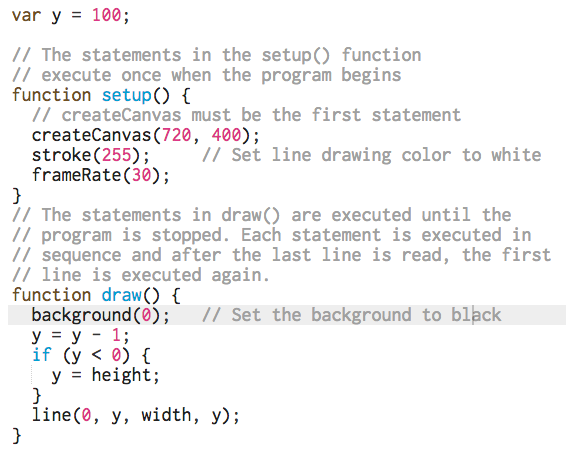 var y = 100;

// The statements in the setup() function
// execute once when the program begins
function setup() {
  // createCanvas must be the first statement
  createCanvas(720, 400);
  stroke(255);     // Set line drawing color to white
  frameRate(30);
}
// The statements in draw() are executed until the
// program is stopped. Each statement is executed in
// sequence and after the last line is read, the first
// line is executed again.
function draw() {
  background(0);   // Set the background to black
  y = y - 1;
  if (y < 0) {
    y = height;
  }
  line(0, y, width, y);
}